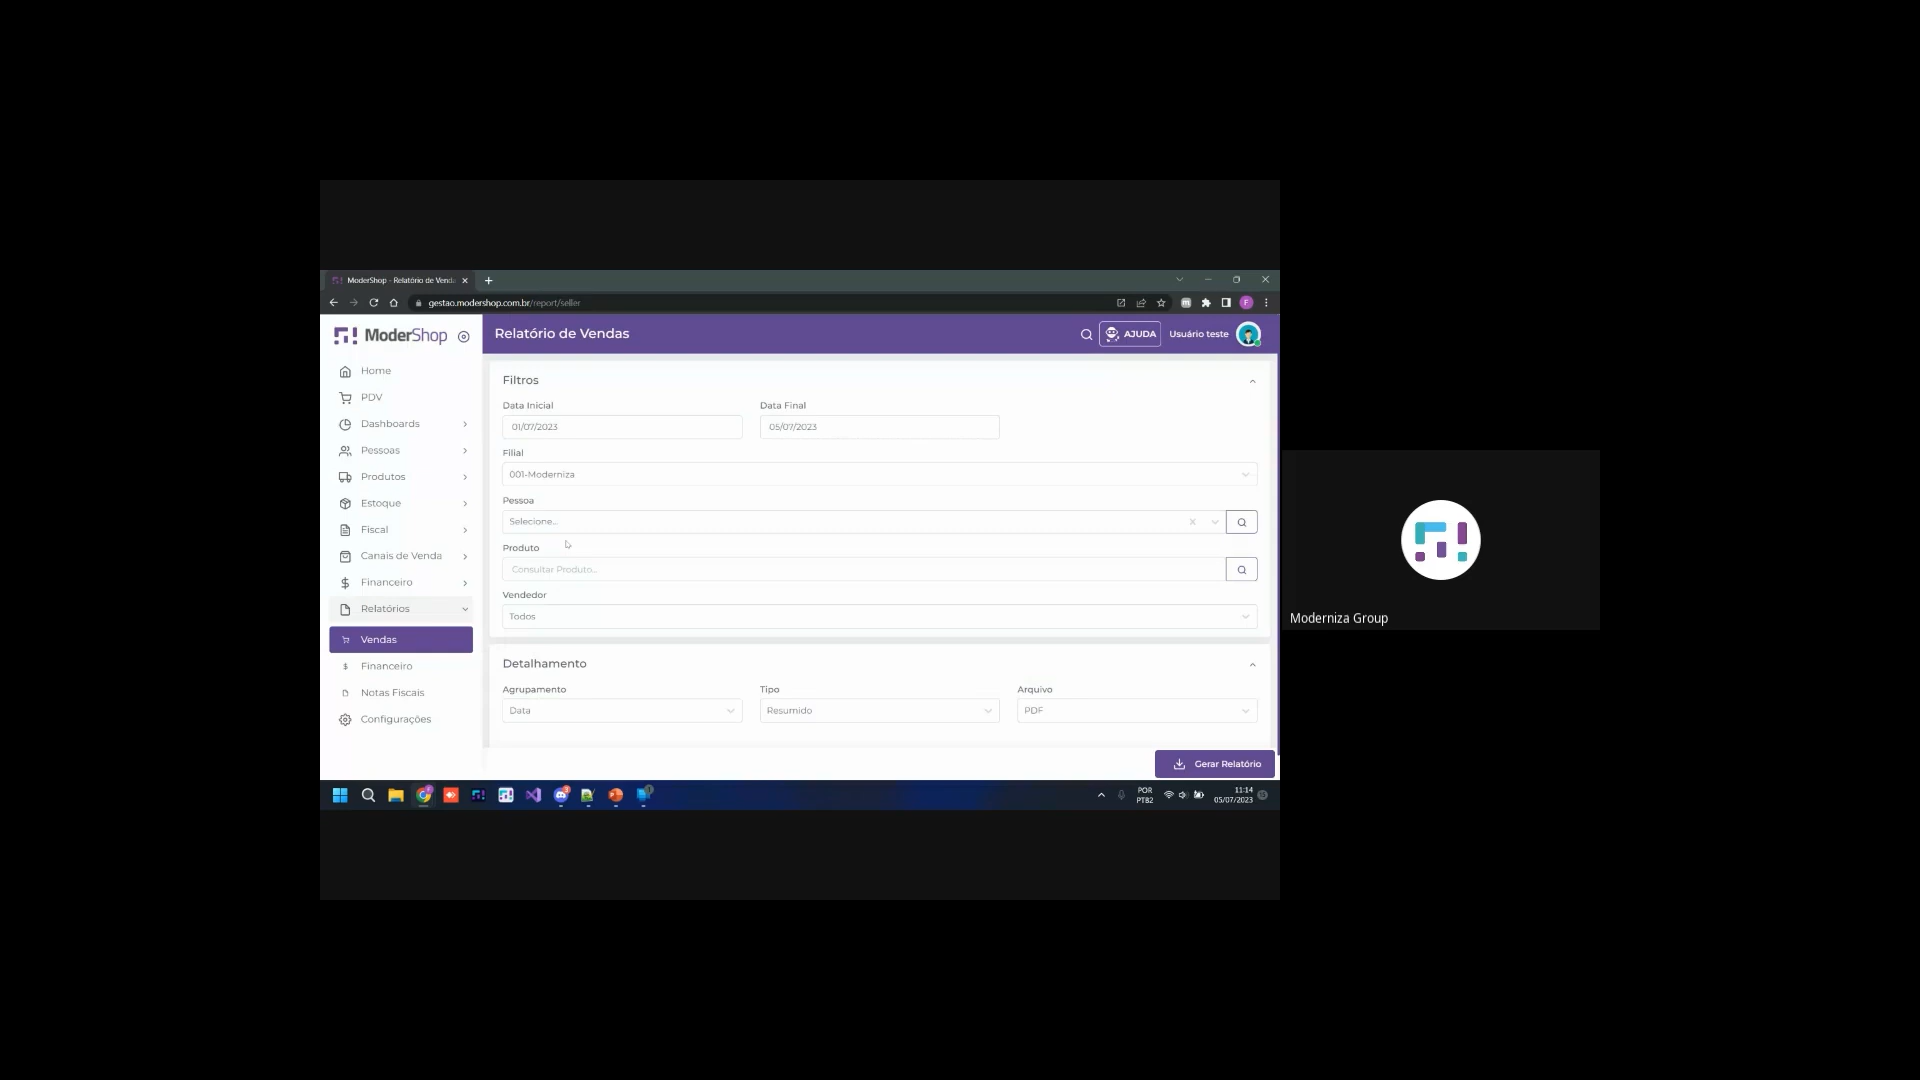 ModerShop - Relatório de Venda
gestao.modershop.com.br/report/seller
F
ModerShop
Relatório de Vendas
AJUDA
Usuário teste
Home
PDV
Dashboards
Pessoas
Produtos
Estoque
Fiscal
Canais de Venda
Financeiro
Relatórios
Vendas
Financeiro
Notas Fiscais
Configurações
Filtros
Data Inicial
Data Final
01/07/2023
05/07/2023
Filial
001-Moderniza
Pessoa
Selecione...
Produto
Consultar Produto...
Vendedor
Todos
Detalhamento
Agrupamento
Tipo
Arquivo
Data
Resumido
PDF
Gerar Relatório
POR
PTB2
11:14
05/07/2023
Moderniza Group